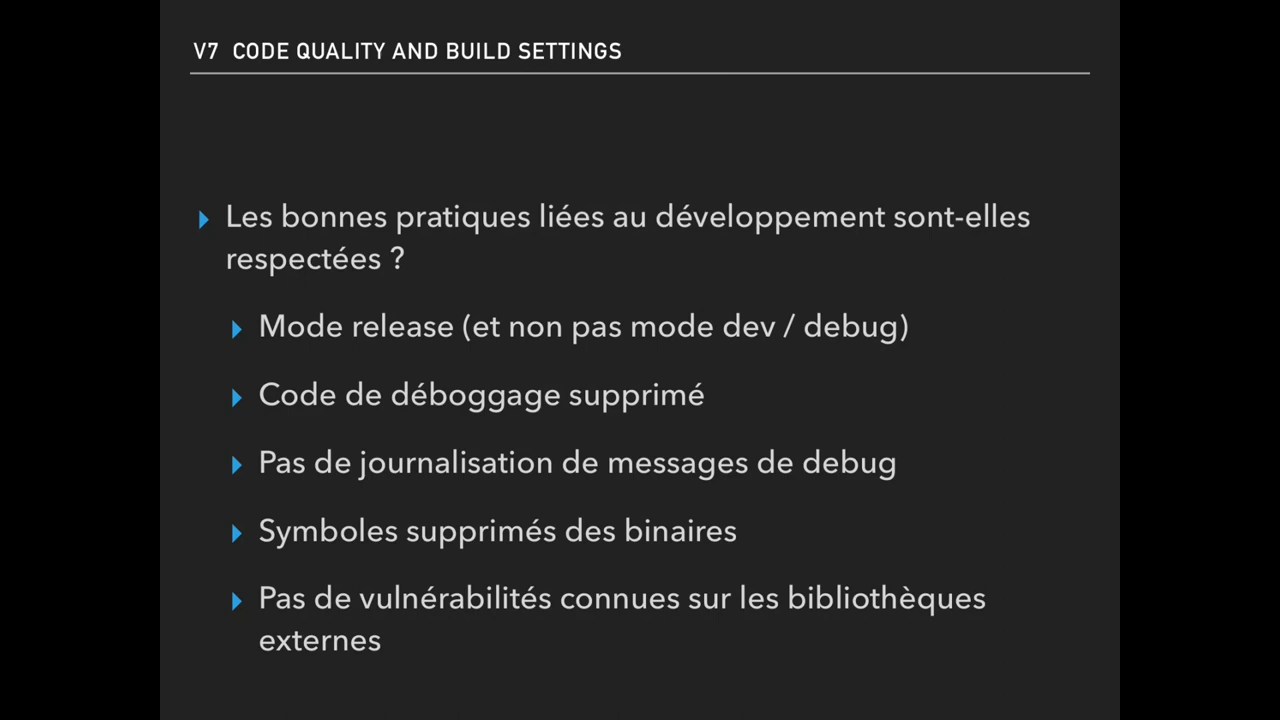 V7 CODE QUALITY AND BUILD SETTINGS
Les bonnes pratiques liées au développement sont-elles
respectées ?
Mode release (et non pas mode dev / debug)
Code de déboggage supprimé
Pas de journalisation de messages de debug
Symboles supprimés des binaires
Pas de vulnérabilités connues sur les bibliothèques
externes